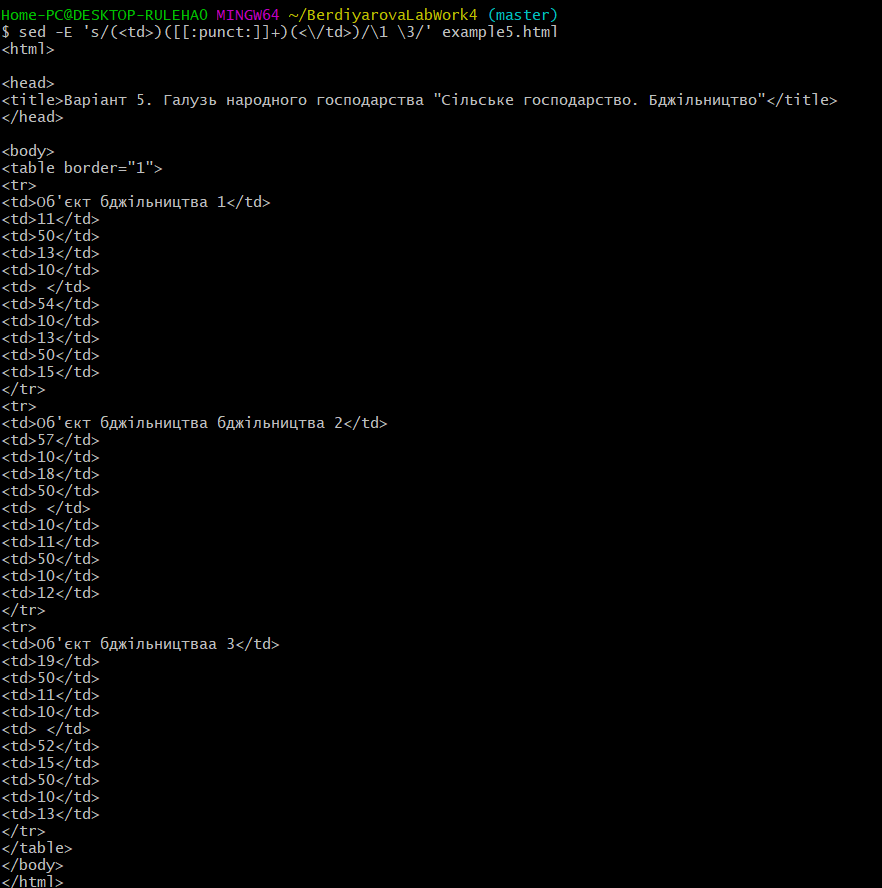 Home-PC@DESKTOP-RULEHAO MINGW64 ~/BerdiyarovaLabWork4 (master)
$ sed -E 's/(<td>)([[:punct:]]+)(<\/td>)/\1 \3/' example5.html
<html>

<head>
<title>Варіант 5. Галузь народного господарства "Сільське господарство. Бджільництво"</title>
</head>

<body>
<table border="1">
<tr>
<td>Об'єкт бджільництва 1</td>
<td>11</td>
<td>50</td>
<td>13</td>
<td>10</td>
<td> </td>
<td>54</td>
<td>10</td>
<td>13</td>
<td>50</td>
<td>15</td>
</tr>
<tr>
<td>Об'єкт бджільництва бджільництва 2</td>
<td>57</td>
<td>10</td>
<td>18</td>
<td>50</td>
<td> </td>
<td>10</td>
<td>11</td>
<td>50</td>
<td>10</td>
<td>12</td>
</tr>
<tr>
<td>Об'єкт бджільництваа 3</td>
<td>19</td>
<td>50</td>
<td>11</td>
<td>10</td>
<td> </td>
<td>52</td>
<td>15</td>
<td>50</td>
<td>10</td>
<td>13</td>
</tr>
</table>
</body>
</html>